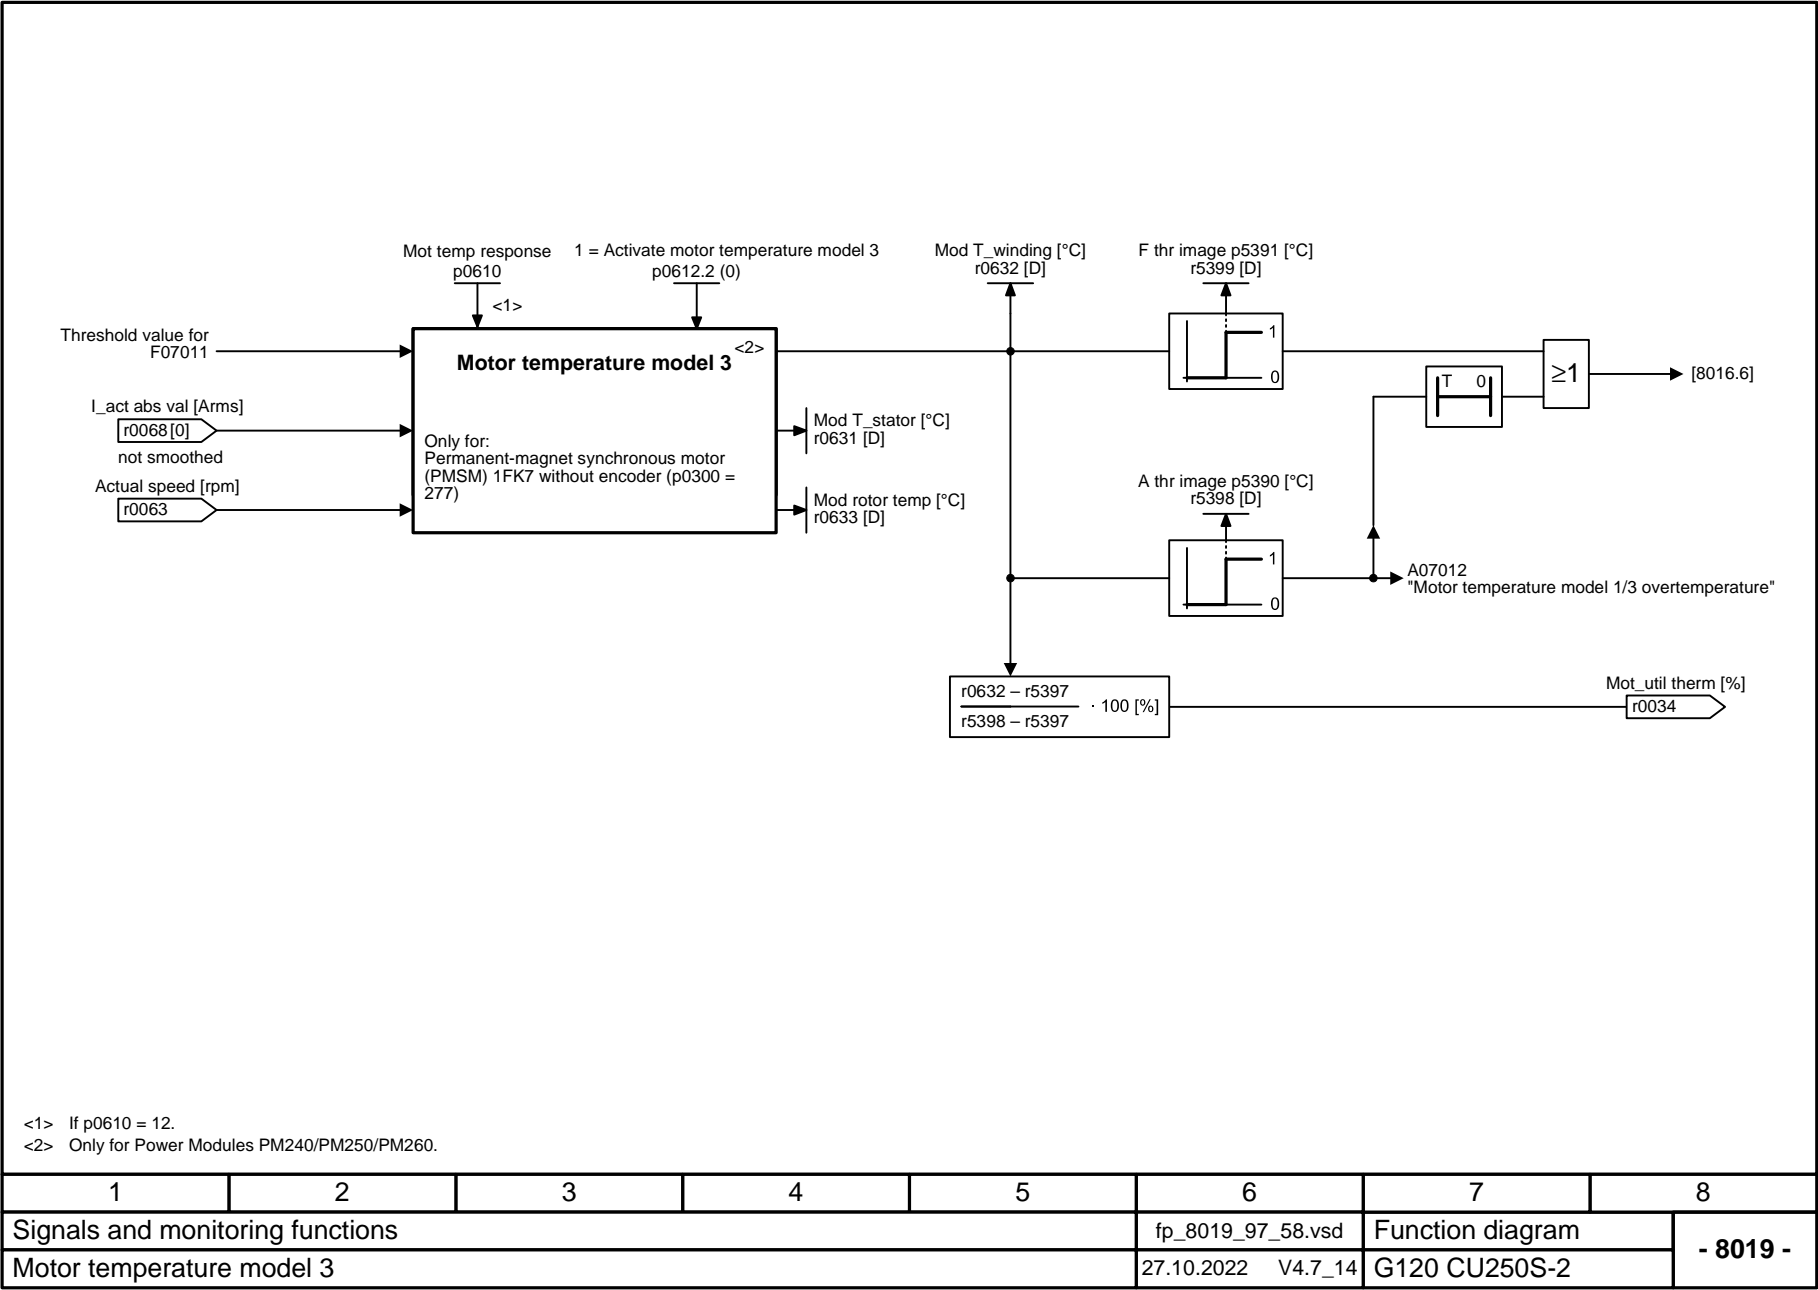 Mot temp response
p0610
<1>
1 = Activate motor temperature model 3
p0612.2 (0)
Mod T_winding [°C]
r0632 [D]
F thr image p5391 [°C]
r5399 [D]
Threshold value for
F07011
Motor temperature model 3
<2>
1
0
≥1
[8016.6]
T 0
I_act abs val [Arms]
r0068[0]
not smoothed
Mod T_stator [°C]
r0631 [D]
Only for:
Permanent-magnet synchronous motor
(PMSM) 1FK7 without encoder (p0300 =
277)
Actual speed [rpm]
r0063
Mod rotor temp [°C]
r0633 [D]
A thr image p5390 [°C]
r5398 [D]
1
0
A07012
"Motor temperature model 1/3 overtemperature"
r0632 – r5397
r5398 – r5397
· 100 [%]
Mot_util therm [%]
r0034
<1> If p0610 = 12.
<2> Only for Power Modules PM240/PM250/PM260.
1 2 3 4 5 6 7 8
Signals and monitoring functions
fp_8019_97_58.vsd
Function diagram
- 8019 -
Motor temperature model 3
27.10.2022 V4.7_14
G120 CU250S-2